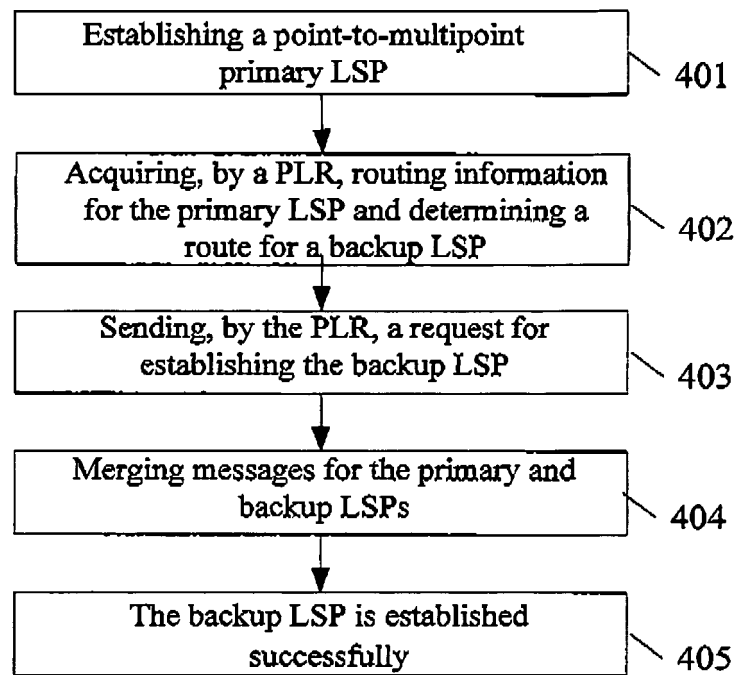 Establishing a point-to-multipoint
primary LSP
401
Acquiring, by a PLR, routing information
for the primary LSP and determining a
route for a backup LSP
402
Sending, by the PLR, a request for
establishing the backup LSP
403
Merging messages for the primary and
backup LSPs
404
The backup LSP is established
successfully
405